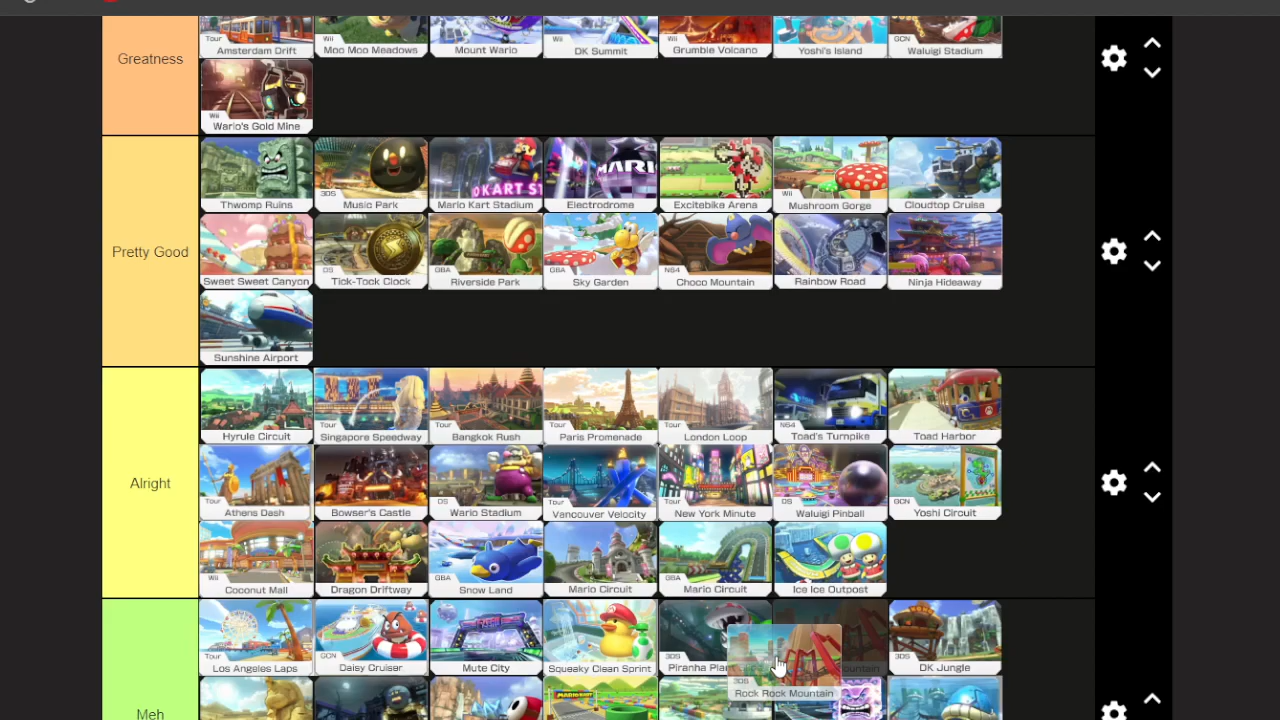 Greatness
Tour Amsterdam Drift
Wii Moo Moo Meadows
Mount Wario
Wii DK Summit
Wii Grumble Volcano
Yoshi's Island
GCN Waluigi Stadium
Wii Wario's Gold Mine
Pretty Good
Thwomp Ruins
3DS Music Park
Mario Kart Stadium
Electrodrome
Excitebike Arena
Wii Mushroom Gorge
Cloudtop Cruise
Sweet Sweet Canyon
DS Tick-Tock Clock
GBA Riverside Park
GBA Sky Garden
N64 Choco Mountain
Rainbow Road
Ninja Hideaway
Sunshine Airport
Alright
Hyrule Circuit
Tour Singapore Speedway
Tour Bangkok Rush
Tour Paris Promenade
Tour London Loop
N64 Toad's Turnpike
Toad Harbor
Tour Athens Dash
Bowser's Castle
DS Wario Stadium
Tour Vancouver Velocity
Tour New York Minute
DS Waluigi Pinball
GCN Yoshi Circuit
Wii Coconut Mall
Dragon Driftway
GBA Snow Land
Mario Circuit
GBA Mario Circuit
Ice Ice Outpost
Meh
Tour Los Angeles Laps
GCN Daisy Cruiser
Mute City
Squeaky Clean Sprint
3DS Piranha Plan
3DS Rock Rock Mountain
3DS DK Jungle